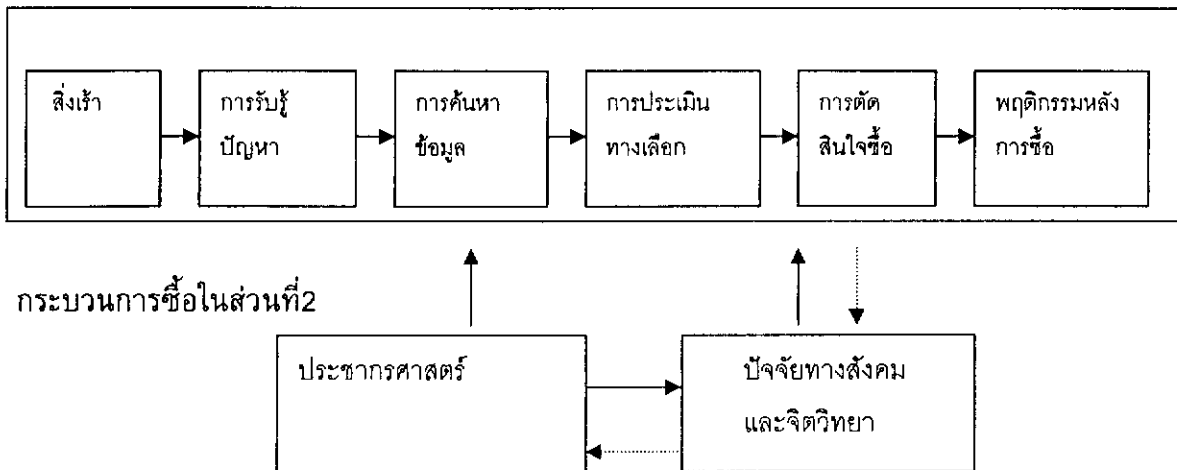 สิ่งเร้า
การรับรู้
ปัญหา
การค้นหา
ข้อมูล
การประเมิน
ทางเลือก
การตัด
สินใจซื้อ
พฤติกรรมหลัง
การซื้อ
กระบวนการซื้อในส่วนที่2
ประชากรศาสตร์
ปัจจัยทางสังคม
และจิตวิทยา